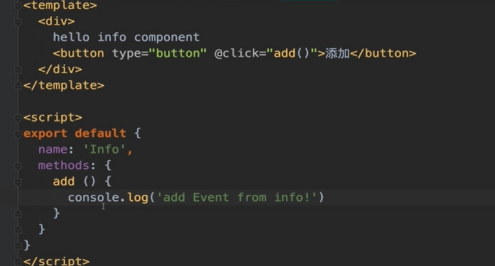 <template>
<div>
hello info component
<button type="button" @click="add()">添加</button>
</div>
</template>
<script>
export default {
name: 'Info',
methods: {
add () {
console.log('add Event from info!')
}
}
}
</script>